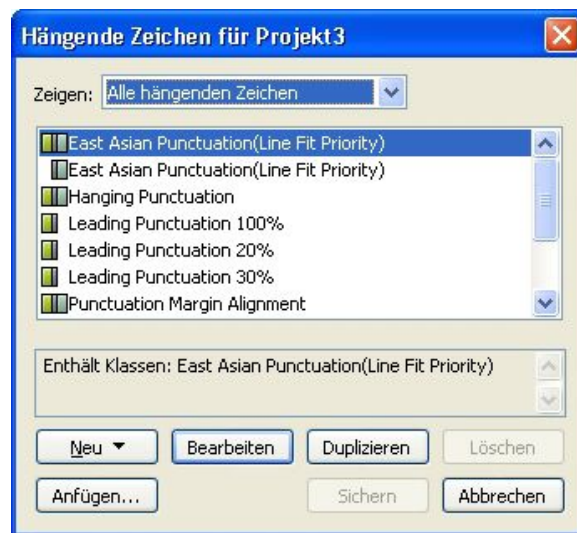 Hängende Zeichen für Projekt3
Zeigen: Alle hängenden Zeichen
East Asian Punctuation(Line Fit Priority)
East Asian Punctuation(Line Fit Priority)
Hanging Punctuation
Leading Punctuation 100%
Leading Punctuation 20%
Leading Punctuation 30%
Punctuation Margin Alignment
Enthält Klassen: East Asian Punctuation(Line Fit Priority)
Neu Bearbeiten Duplizieren Löschen
Anfügen... Sichern Abbrechen